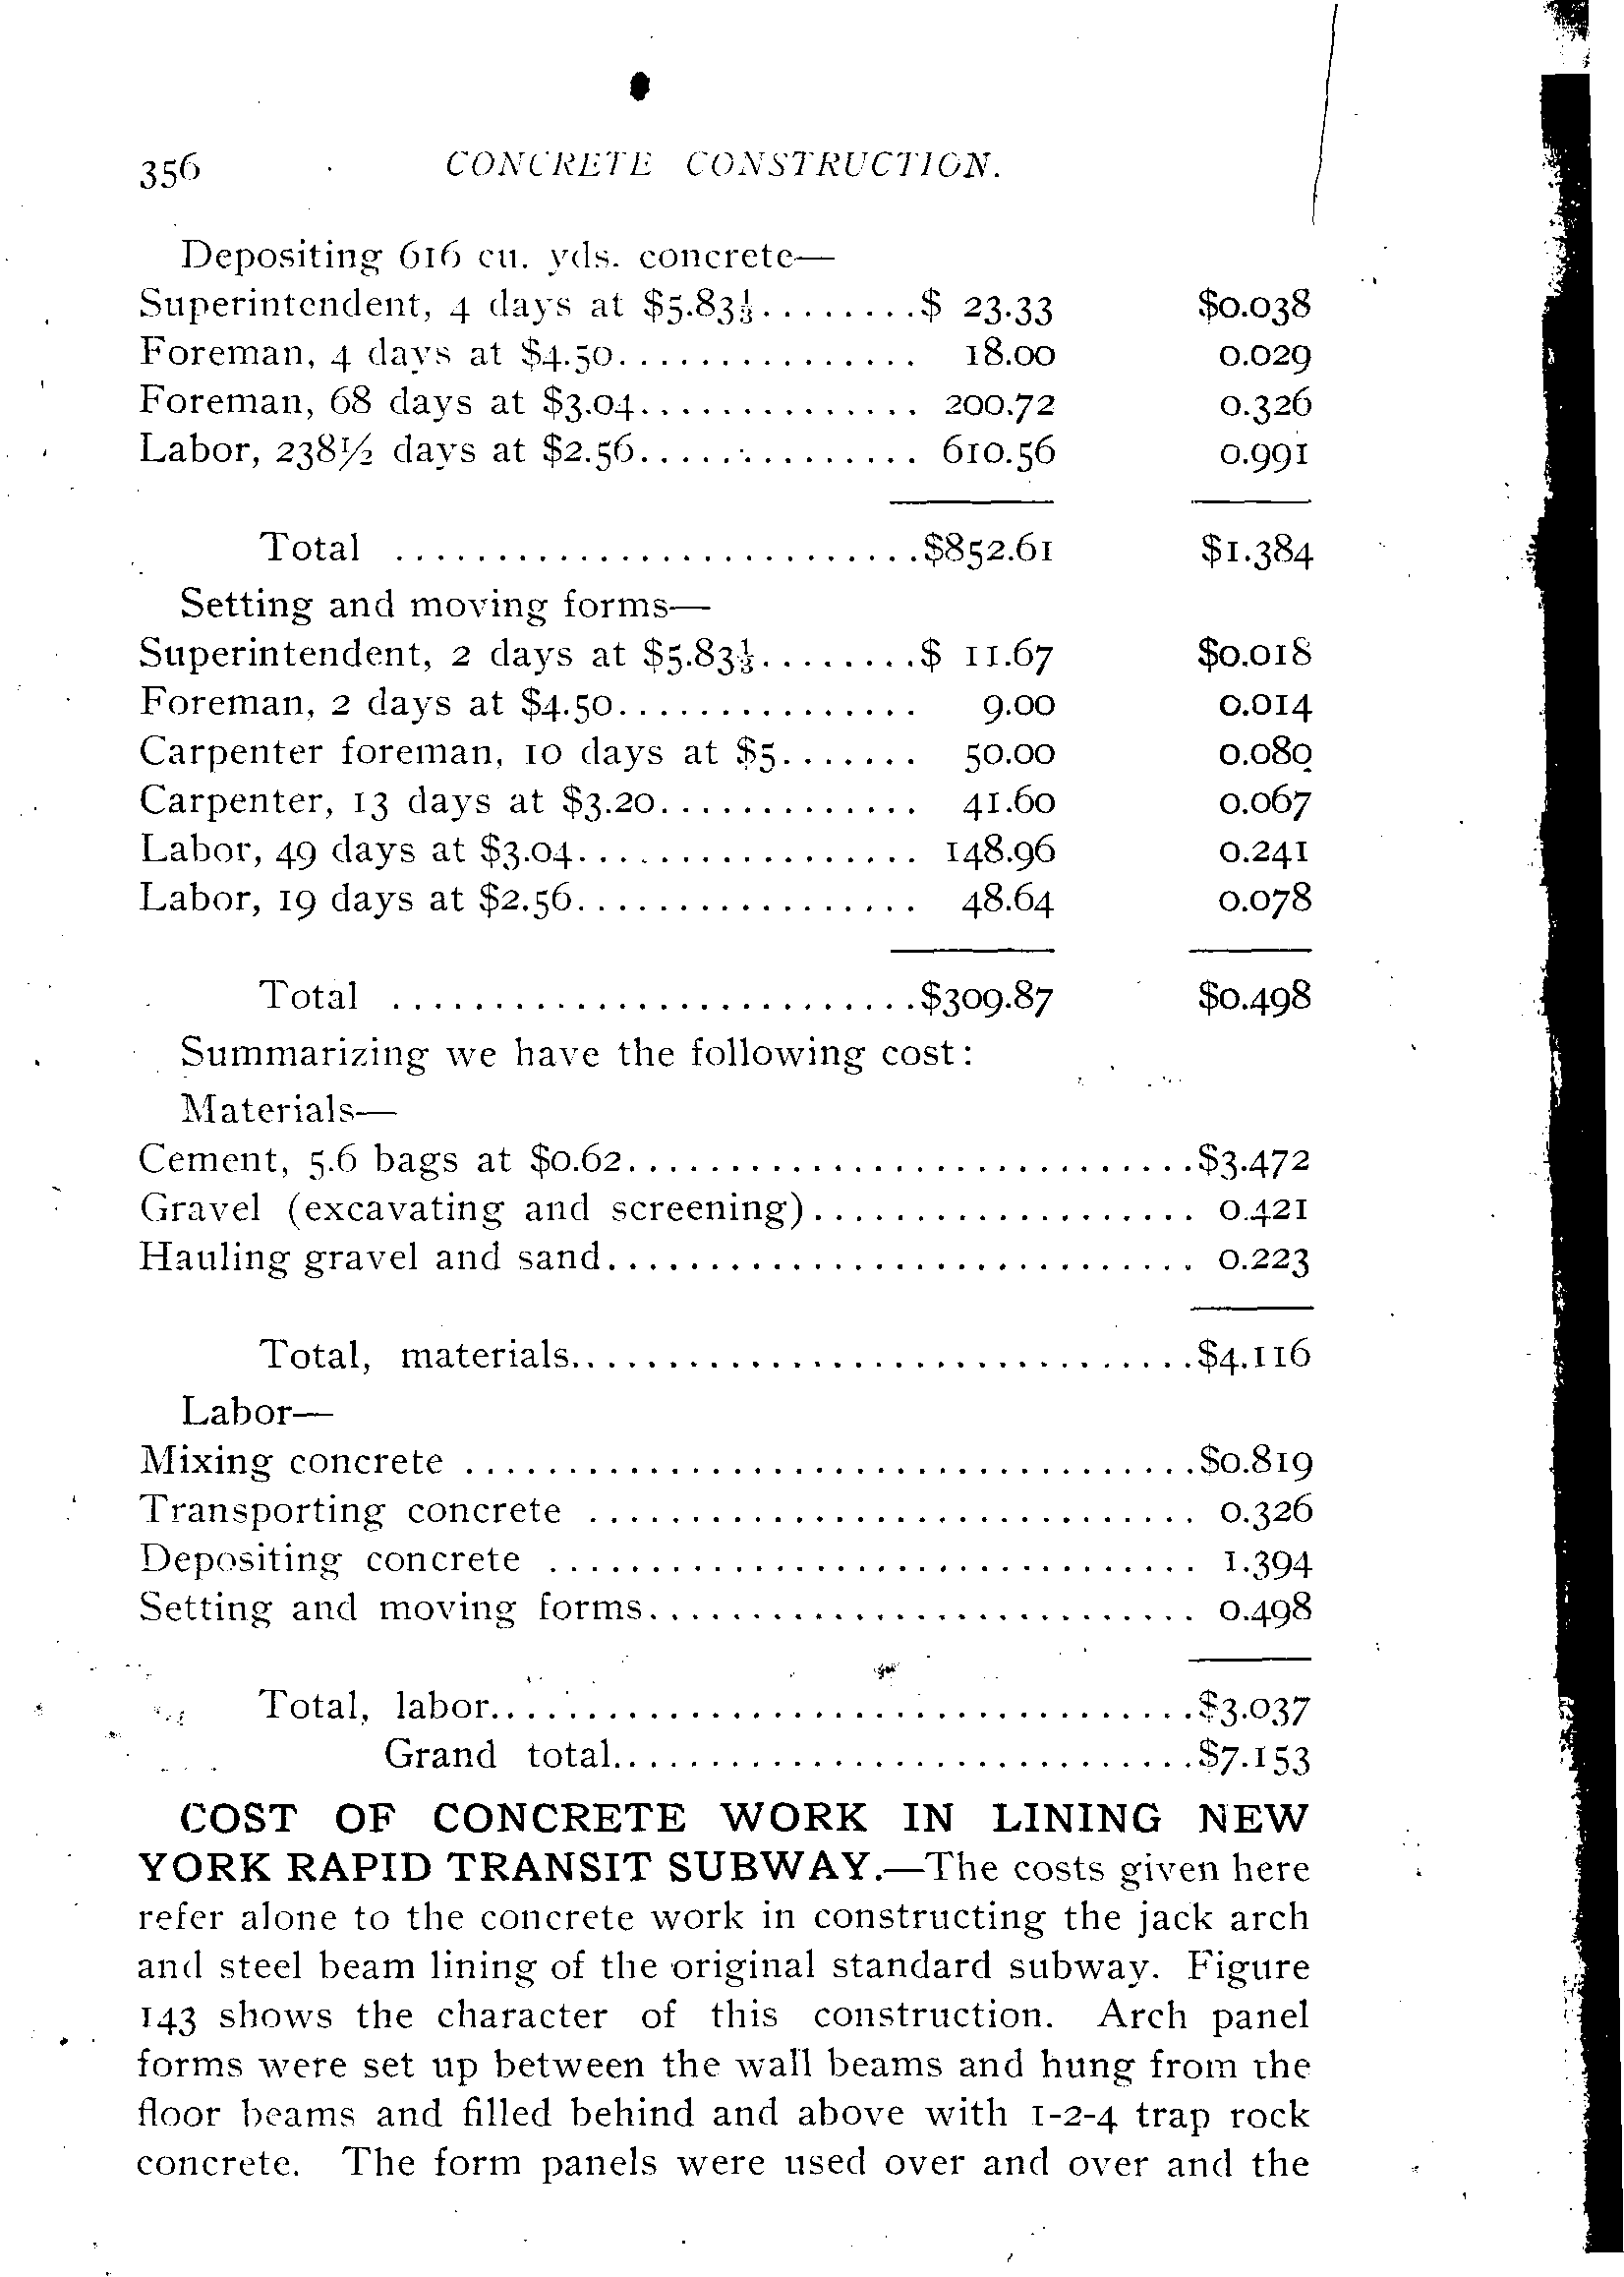 356 CONCRETE CONSTRUCTION.
Depositing 616 cu. yds. concrete—
Superintendent, 4 days at $5.83⅓........$ 23.33 $0.038
Foreman, 4 days at $4.50............... 18.00 0.029
Foreman, 68 days at $3.04.............. 200.72 0.326
Labor, 238½ days at $2.56.............. 610.56 0.991
Total ..........................$852.61 $1.384
Setting and moving forms—
Superintendent, 2 days at $5.83⅓........$ 11.67 $0.018
Foreman, 2 days at $4.50............... 9.00 0.014
Carpenter foreman, 10 days at $5....... 50.00 0.080
Carpenter, 13 days at $3.20............. 41.60 0.067
Labor, 49 days at $3.04................. 148.96 0.241
Labor, 19 days at $2.56................. 48.64 0.078
Total ..........................$309.87 $0.498
Summarizing we have the following cost:
Materials—
Cement, 5.6 bags at $0.62............................$3.472
Gravel (excavating and screening)................... 0.421
Hauling gravel and sand............................. 0.223
Total, materials...............................$4.116
Labor—
Mixing concrete ....................................$0.819
Transporting concrete .............................. 0.326
Depositing concrete ................................ 1.394
Setting and moving forms........................... 0.498
Total, labor...................................$3.037
Grand total.............................$7.153
COST OF CONCRETE WORK IN LINING NEW
YORK RAPID TRANSIT SUBWAY.—The costs given here
refer alone to the concrete work in constructing the jack arch
and steel beam lining of the original standard subway. Figure
143 shows the character of this construction. Arch panel
forms were set up between the wall beams and hung from the
floor beams and filled behind and above with 1-2-4 trap rock
concrete. The form panels were used over and over and the